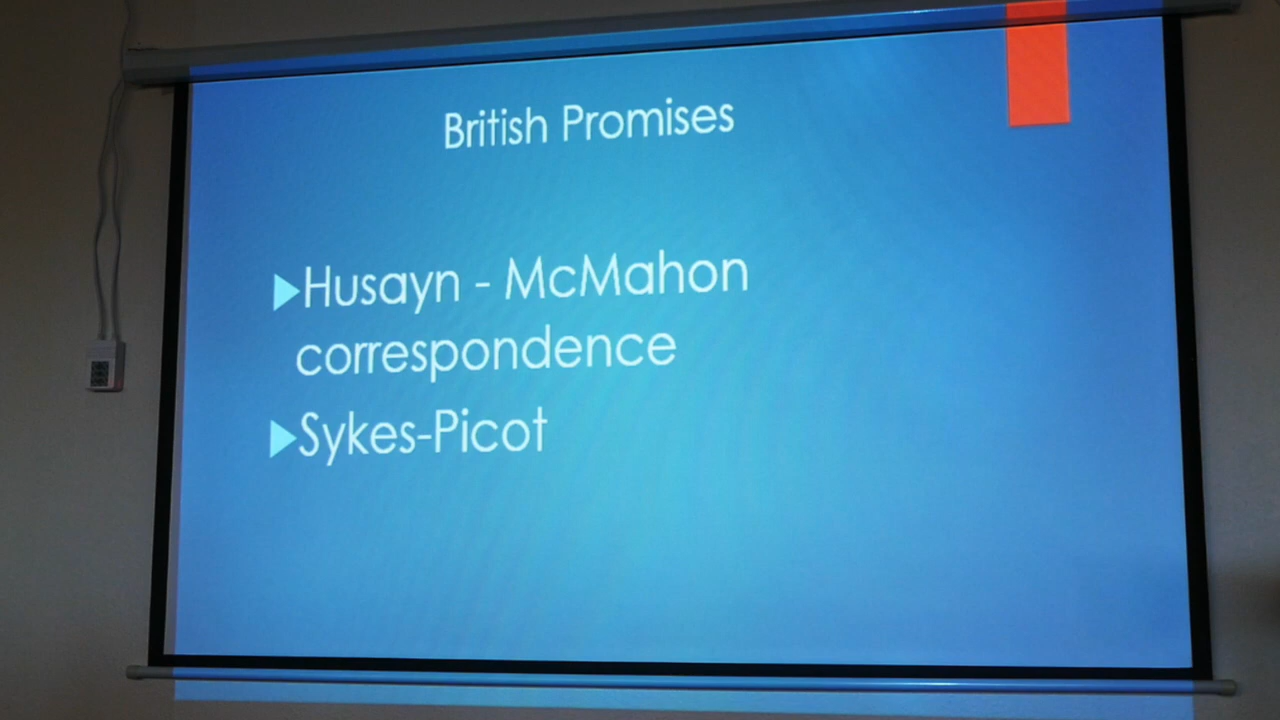 British Promises
Husayn - McMahon
correspondence
Sykes-Picot